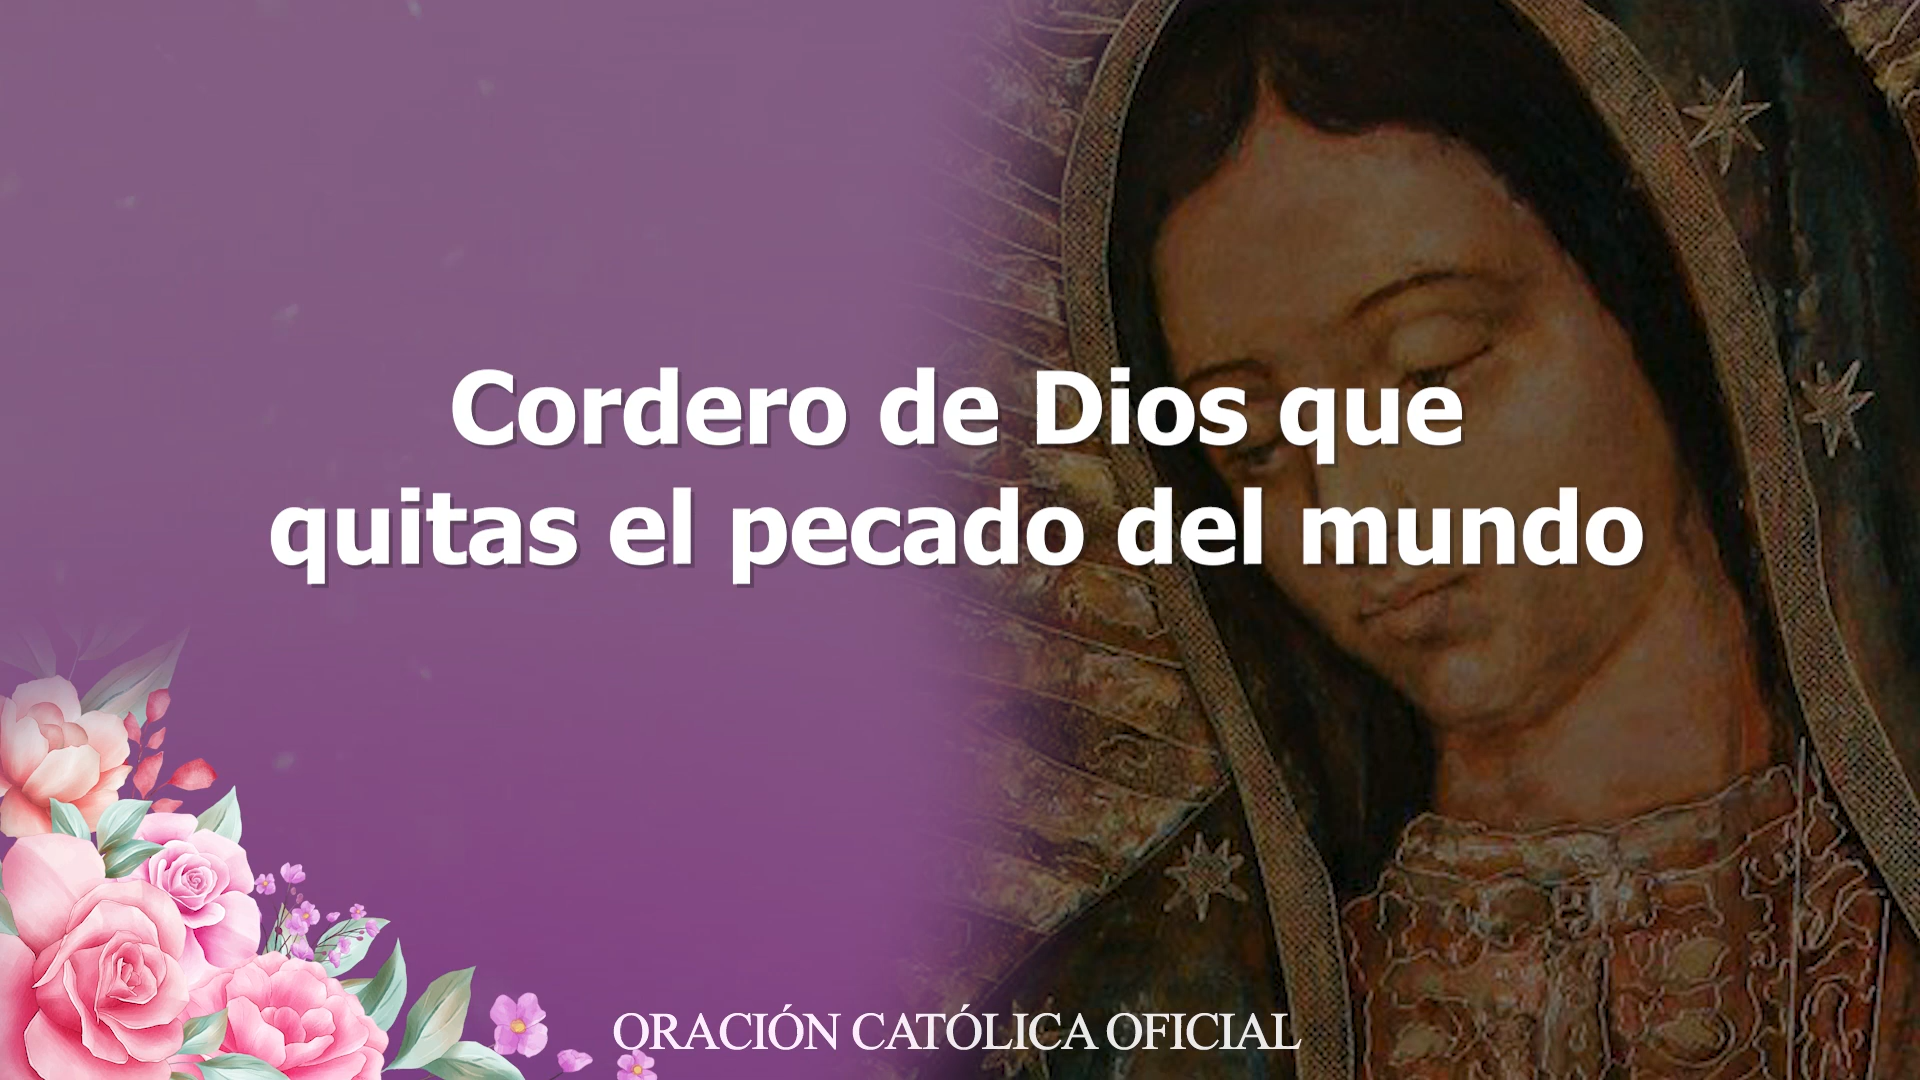 Cordero de Dios que
quitas el pecado del mundo
ORACIÓN CATÓLICA OFICIAL